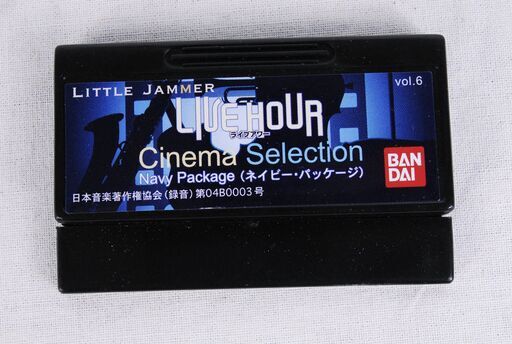 LITTLE JAMMER
vol.6
LIVE HOUR
ライブアワー
Cinema Selection
Navy Package (ネイビー・パッケージ)
BAN
DAI
日本音楽著作権協会(録音)第04B0003号